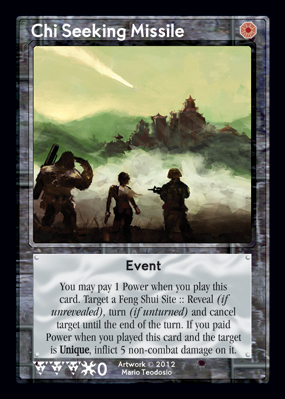 Chi Seeking Missile
Event
You may pay 1 Power when you play this
card. Target a Feng Shui Site :: Reveal (if
unrevealed), turn (if unturned) and cancel
target until the end of the turn. If you paid
Power when you played this card and the target
is Unique, inflict 5 non-combat damage on it.
0
Artwork © 2012
Mario Teodosio